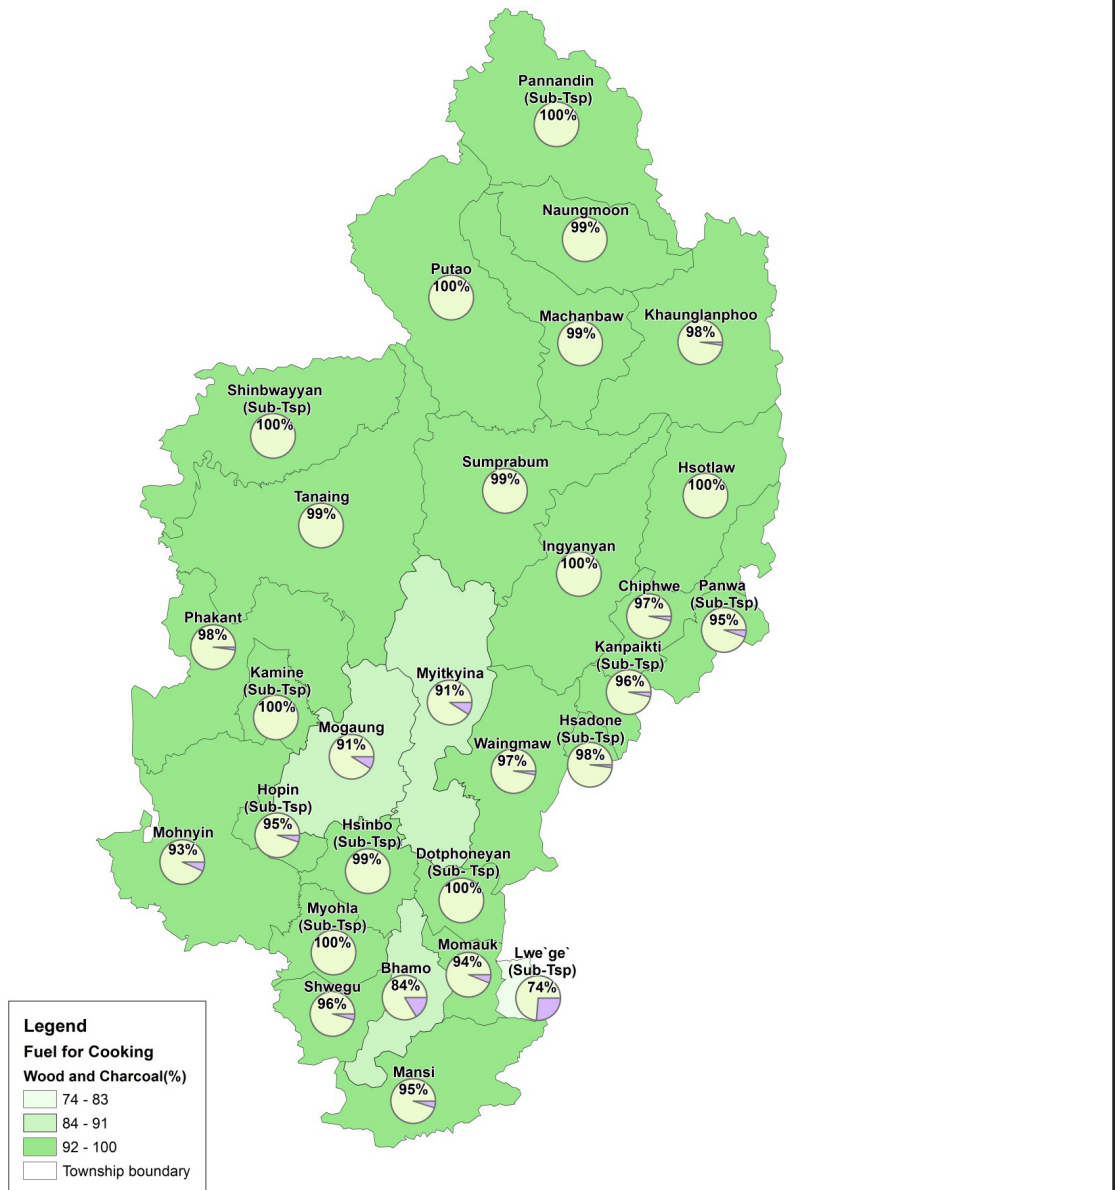 Pannandin
(Sub-Tsp)
100%
Naungmoon
99%
Putao
100%
Machanbaw
99%
Khaunglanphoo
98%
Shinbwayyan
(Sub-Tsp)
100%
Sumprabum
99%
Hsotlaw
100%
Tanaing
99%
Ingyanyan
100%
Chiphwe
97%
Panwa
(Sub-Tsp)
95%
Phakant
98%
Kanpaikti
(Sub-Tsp)
96%
Kamine
(Sub-Tsp)
100%
Myitkyina
91%
Mogaung
91%
Hsadone
(Sub-Tsp)
98%
Waingmaw
97%
Hopin
(Sub-Tsp)
95%
Mohnyin
93%
Hsinbo
(Sub-Tsp)
99%
Dotphoneyan
(Sub- Tsp)
100%
Myohla
(Sub-Tsp)
100%
Momauk
94%
Lwe`ge`
(Sub-Tsp)
74%
Bhamo
84%
Shwegu
96%
Mansi
95%
Legend
Fuel for Cooking
Wood and Charcoal(%)
74 - 83
84 - 91
92 - 100
Township boundary